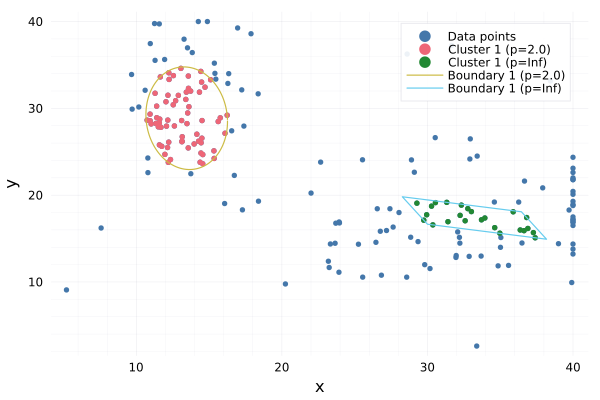 40
30
20
10
y
10
20
30
40
x
Data points
Cluster 1 (p=2.0)
Cluster 1 (p=Inf)
Boundary 1 (p=2.0)
Boundary 1 (p=Inf)